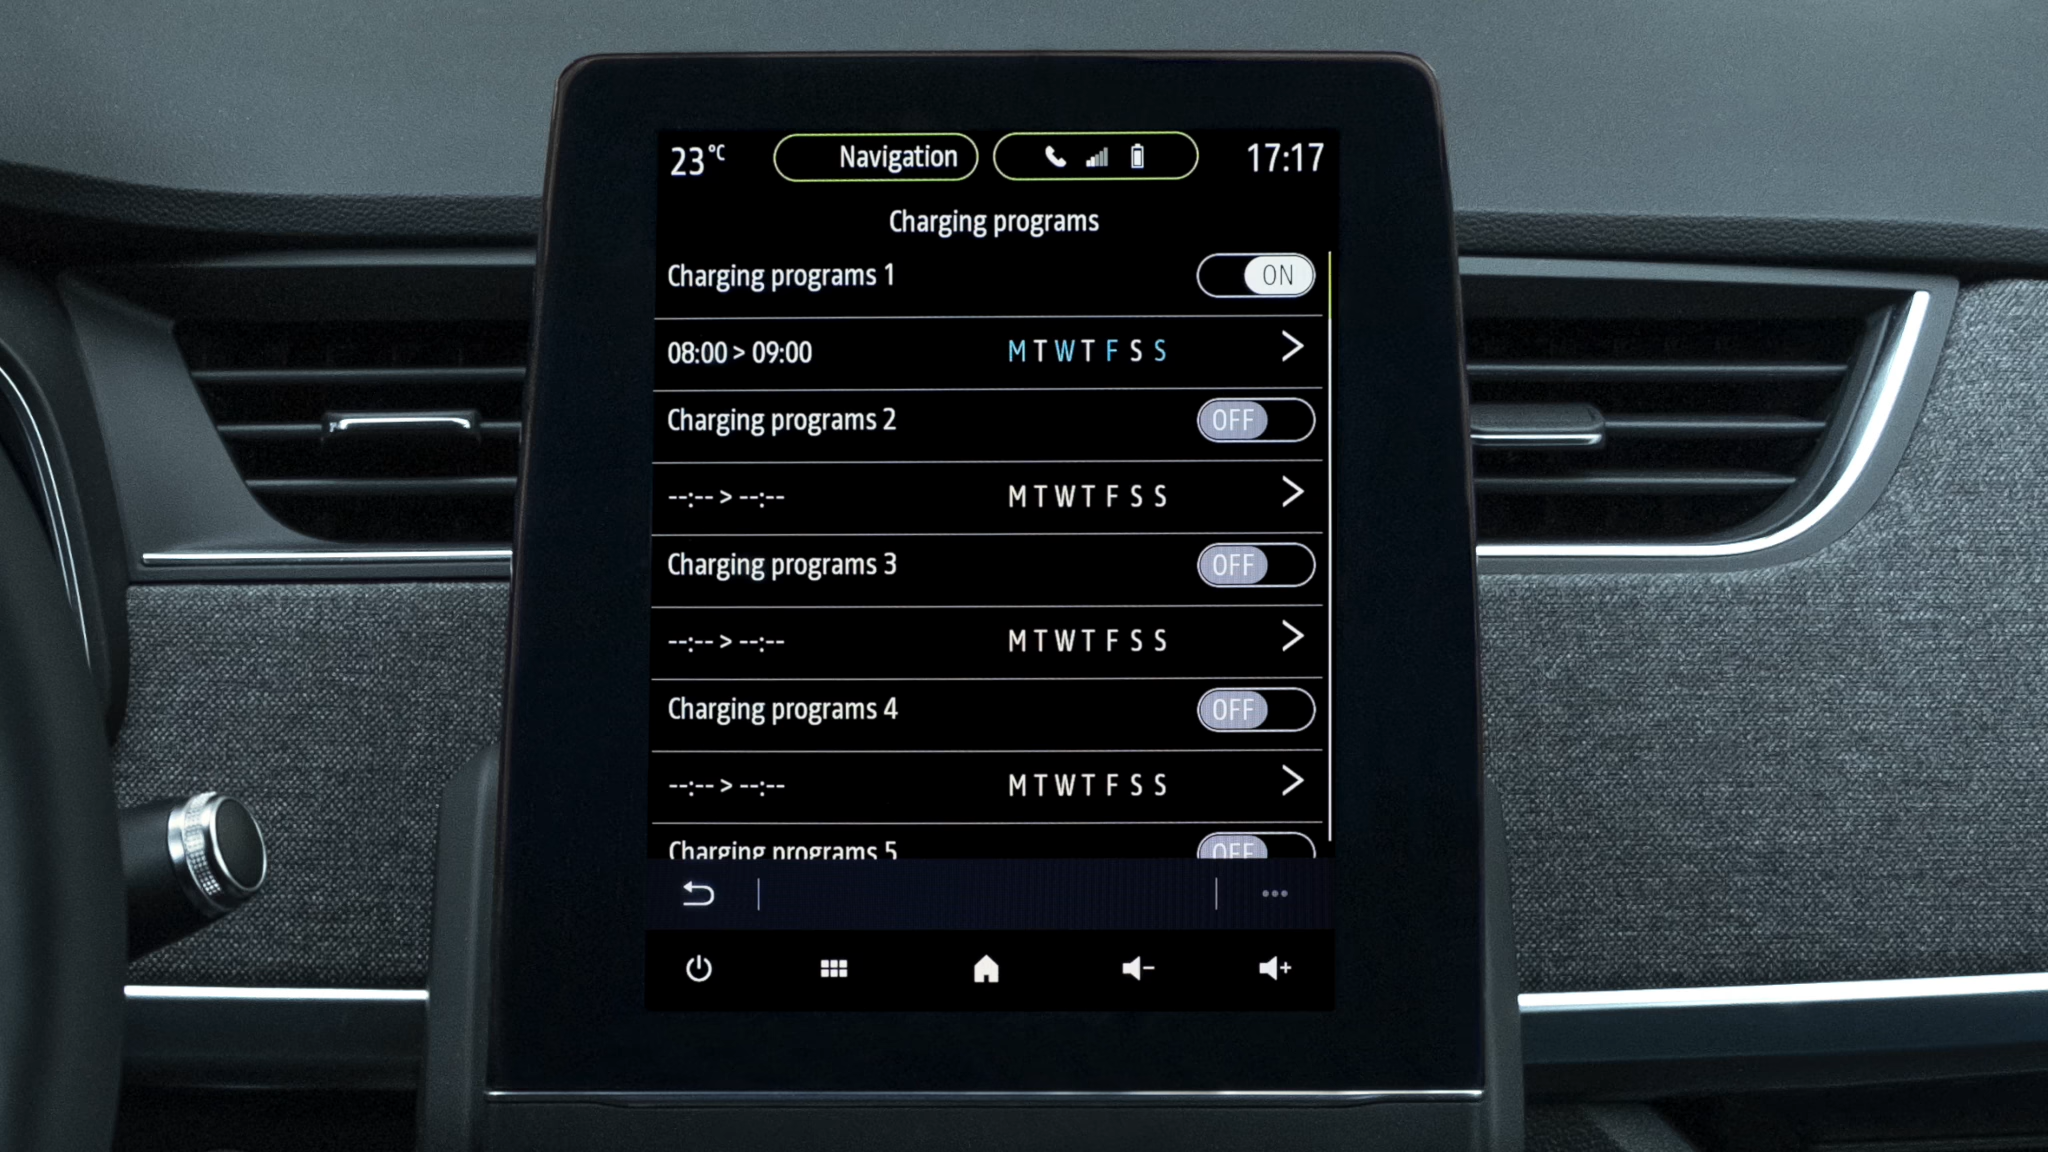 23°C Navigation 17:17
Charging programs
Charging programs 1 ON
08:00 > 09:00 M T W T F S S >
Charging programs 2 OFF
--:-- > --:-- M T W T F S S >
Charging programs 3 OFF
--:-- > --:-- M T W T F S S >
Charging programs 4 OFF
--:-- > --:-- M T W T F S S >
Charging programs 5 OFF